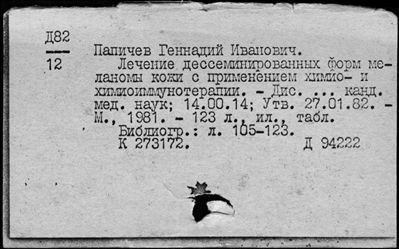 Д82
12
Папичев Геннадий Иванович.
Лечение дессеминированных форм ме-
ланомы кожи с применением химио- и
химиоиммунотерапии. - Дис. ... канд.
мед. наук; 14.00.14; Утв. 27.01.82. -
М., 1981. - 123 л., ил., табл.
Библиогр.: л. 105-123.
К 273172. Д 94222